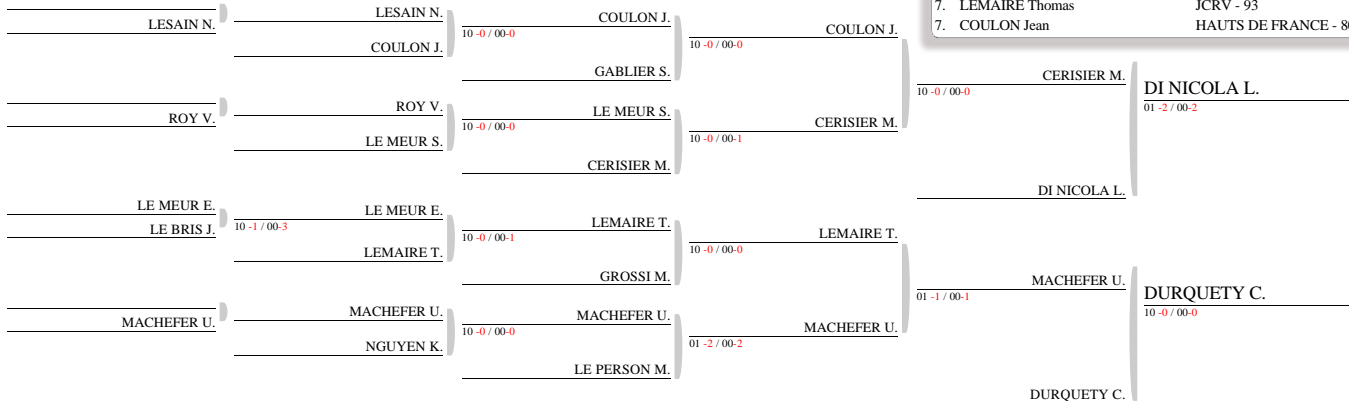 7. LEMAIRE Thomas JCRV - 93
7. COULON Jean HAUTS DE FRANCE - 80
LESAIN N.
LESAIN N.
COULON J.
COULON J.
10 -0 / 00-0
GABLIER S.
COULON J.
10 -0 / 00-0
ROY V.
ROY V.
LE MEUR S.
LE MEUR S.
10 -0 / 00-0
CERISIER M.
CERISIER M.
10 -0 / 00-1
CERISIER M.
10 -0 / 00-0
DI NICOLA L.
DI NICOLA L.
01 -2 / 00-2
LE MEUR E.
LE BRIS J.
LE MEUR E.
10 -1 / 00-3
LEMAIRE T.
LEMAIRE T.
10 -0 / 00-1
GROSSI M.
LEMAIRE T.
10 -0 / 00-0
MACHEFER U.
MACHEFER U.
NGUYEN K.
MACHEFER U.
10 -0 / 00-0
LE PERSON M.
MACHEFER U.
01 -2 / 00-2
MACHEFER U.
01 -1 / 00-1
DURQUETY C.
DURQUETY C.
10 -0 / 00-0